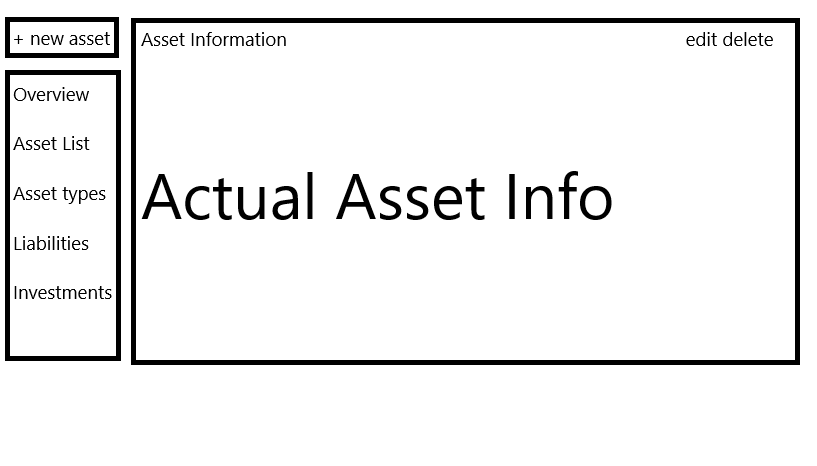 + new asset
Overview
Asset List
Asset types
Liabilities
Investments
Asset Information
edit delete
Actual Asset Info